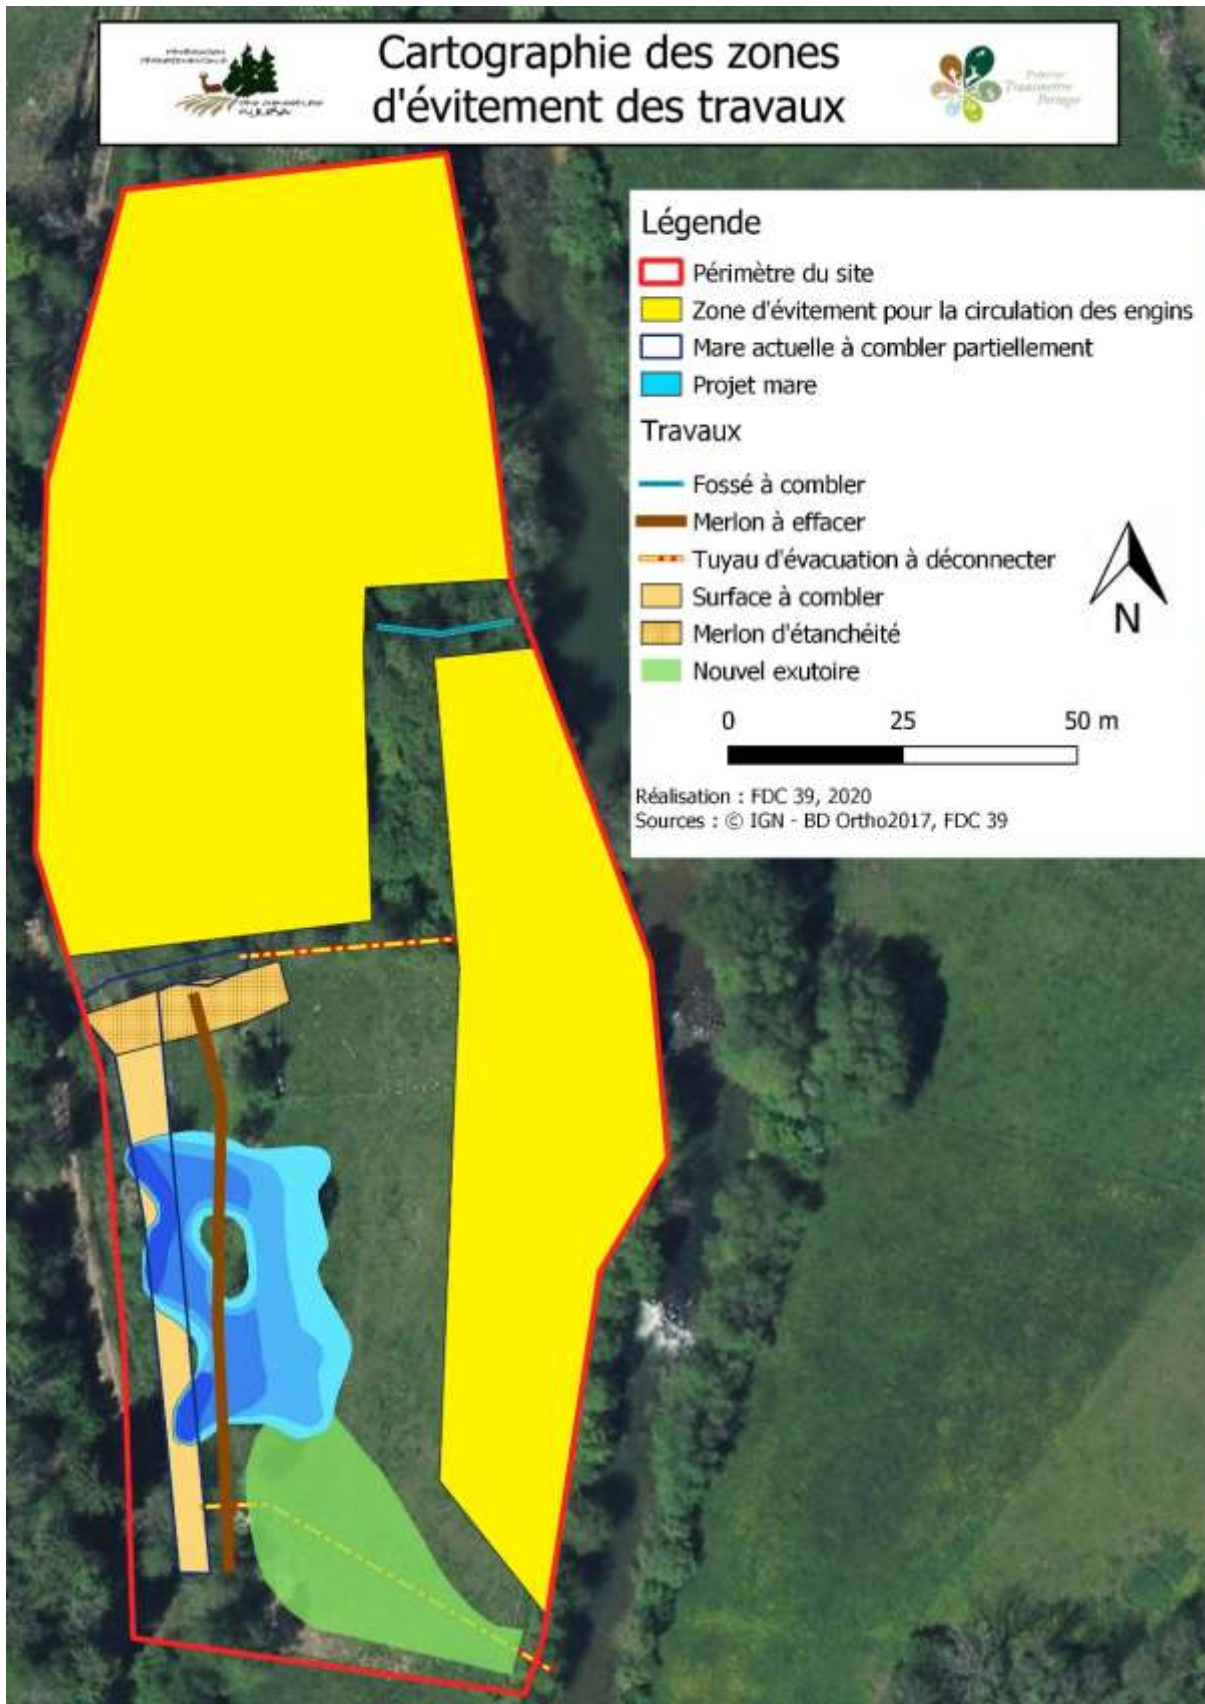 Cartographie des zones
d'évitement des travaux
Légende
Périmètre du site
Zone d'évitement pour la circulation des engins
Mare actuelle à combler partiellement
Projet mare
Travaux
Fossé à combler
Merlon à effacer
Tuyau d'évacuation à déconnecter
Surface à combler
Merlon d'étanchéité
Nouvel exutoire
N
0 25 50 m
Réalisation : FDC 39, 2020
Sources : © IGN - BD Ortho2017, FDC 39